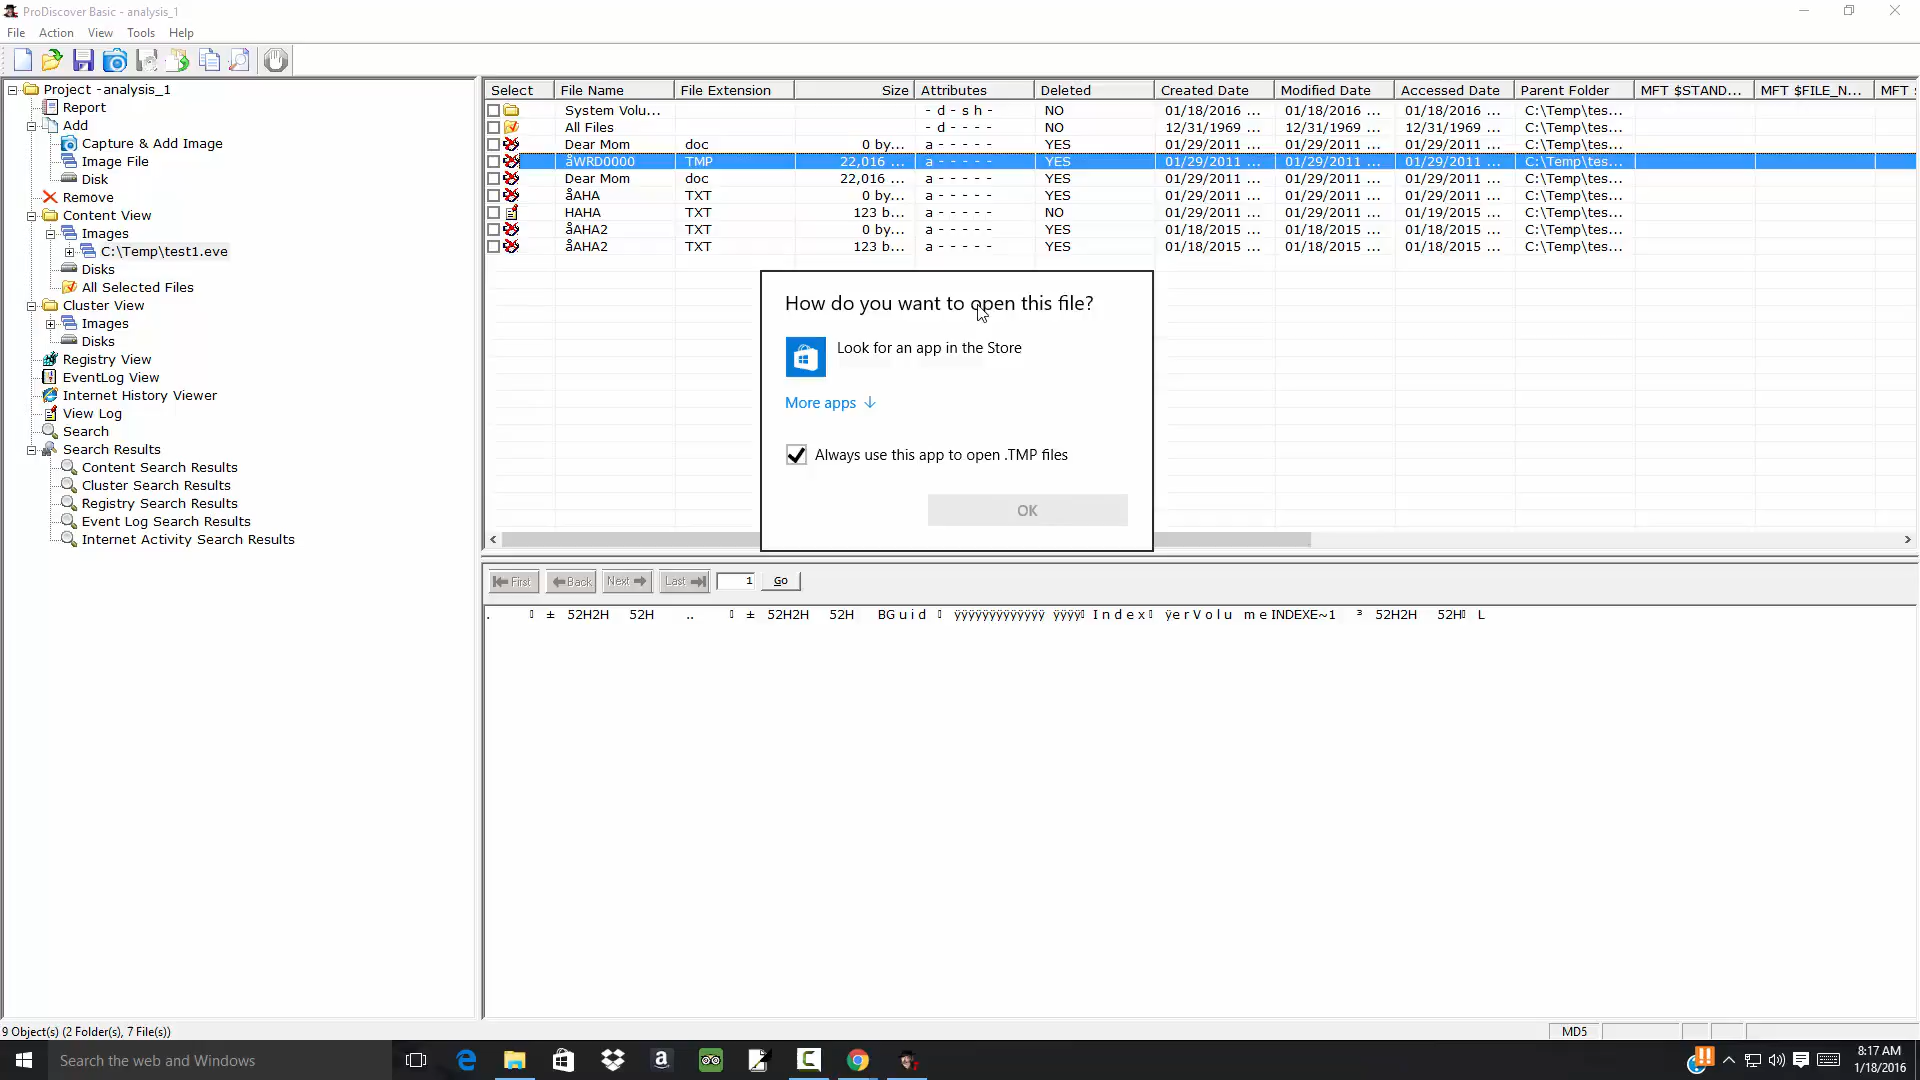 ProDiscover Basic - analysis_1
File Action View Tools Help
Project -analysis_1
Report
Add
Capture & Add Image
Image File
Disk
Remove
Content View
Images
C:\Temp\test1.eve
Disks
All Selected Files
Cluster View
Images
Disks
Registry View
EventLog View
Internet History Viewer
View Log
Search
Search Results
Content Search Results
Cluster Search Results
Registry Search Results
Event Log Search Results
Internet Activity Search Results
Select File Name File Extension Size Attributes Deleted Created Date Modified Date Accessed Date Parent Folder MFT $STAND... MFT $FILE_N... MFT
System Volu... - d - s h - NO 01/18/2016 ... 01/18/2016 ... 01/18/2016 ... C:\Temp\tes...
All Files - d - - - - NO 12/31/1969 ... 12/31/1969 ... 12/31/1969 ... C:\Temp\tes...
Dear Mom doc 0 by... a - - - - - YES 01/29/2011 ... 01/29/2011 ... 01/29/2011 ... C:\Temp\tes...
åWRD0000 TMP 22,016 ... a - - - - - YES 01/29/2011 ... 01/29/2011 ... 01/29/2011 ... C:\Temp\tes...
Dear Mom doc 22,016 ... a - - - - - YES 01/29/2011 ... 01/29/2011 ... 01/29/2011 ... C:\Temp\tes...
åAHA TXT 0 by... a - - - - - YES 01/29/2011 ... 01/29/2011 ... 01/29/2011 ... C:\Temp\tes...
HAHA TXT 123 b... a - - - - - NO 01/29/2011 ... 01/29/2011 ... 01/19/2015 ... C:\Temp\tes...
åAHA2 TXT 0 by... a - - - - - YES 01/18/2015 ... 01/18/2015 ... 01/18/2015 ... C:\Temp\tes...
åAHA2 TXT 123 b... a - - - - - YES 01/18/2015 ... 01/18/2015 ... 01/18/2015 ... C:\Temp\tes...
How do you want to open this file?
Look for an app in the Store
More apps
Always use this app to open .TMP files
OK
First Back Next Last 1 Go
. ± 52H2H 52H .. ± 52H2H 52H BGuid ÿÿÿÿÿÿÿÿÿÿÿÿÿ ÿÿÿÿ Index ÿerVolu meINDEXE~1 ³ 52H2H 52H L
9 Object(s) (2 Folder(s), 7 File(s))
MD5
Search the web and Windows
8:17 AM
1/18/2016